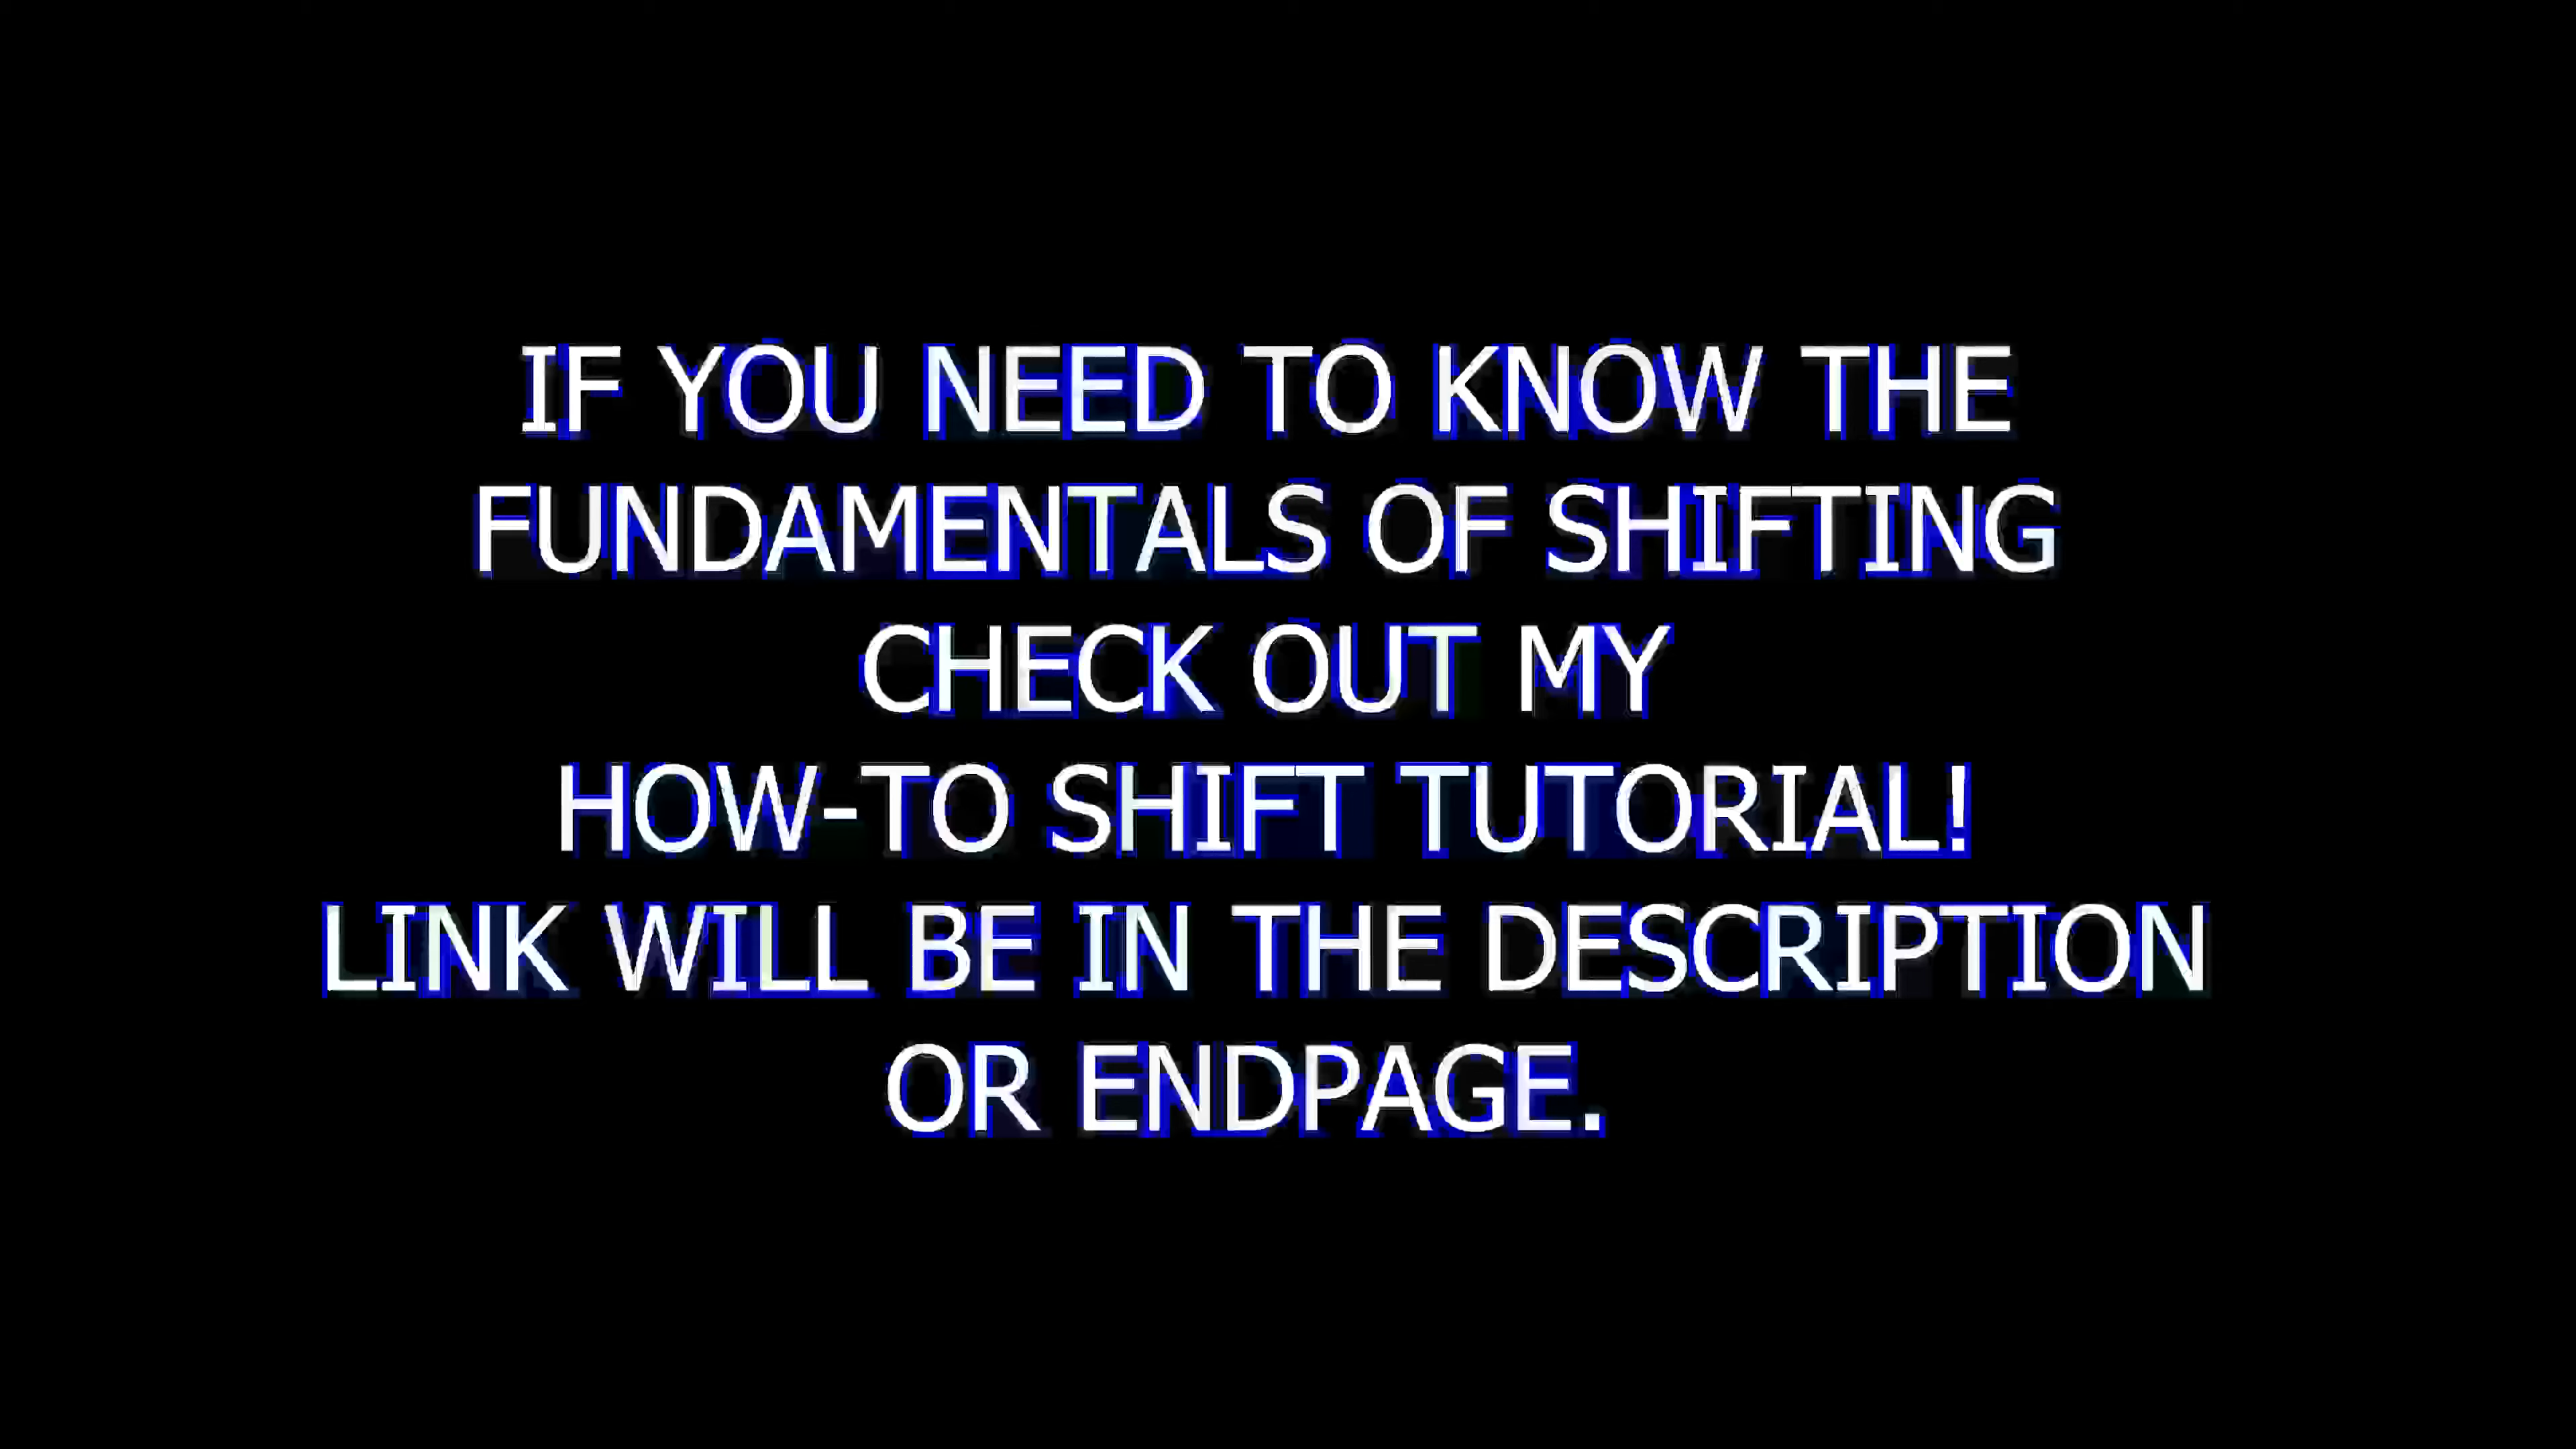 IF YOU NEED TO KNOW THE
FUNDAMENTALS OF SHIFTING
CHECK OUT MY
HOW-TO SHIFT TUTORIAL!
LINK WILL BE IN THE DESCRIPTION
OR ENDPAGE.